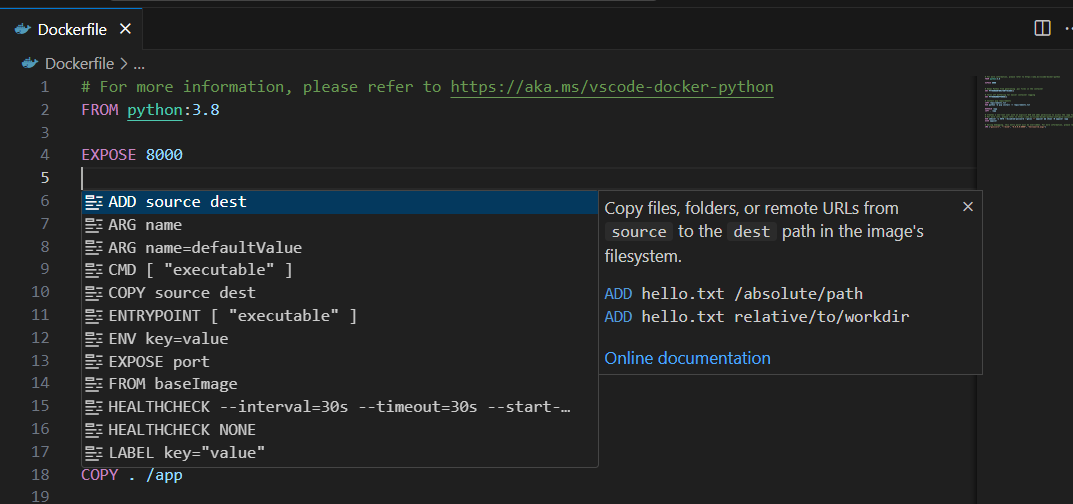 Dockerfile
Dockerfile > ...
1 # For more information, please refer to https://aka.ms/vscode-docker-python
2 FROM python:3.8
3
4 EXPOSE 8000
5
6 ADD source dest
7 ARG name
8 ARG name=defaultValue
9 CMD [ "executable" ]
10 COPY source dest
11 ENTRYPOINT [ "executable" ]
12 ENV key=value
13 EXPOSE port
14 FROM baseImage
15 HEALTHCHECK --interval=30s --timeout=30s --start-…
16 HEALTHCHECK NONE
17 LABEL key="value"
18 COPY . /app
19
Copy files, folders, or remote URLs from
source to the dest path in the image's
filesystem.
ADD hello.txt /absolute/path
ADD hello.txt relative/to/workdir
Online documentation